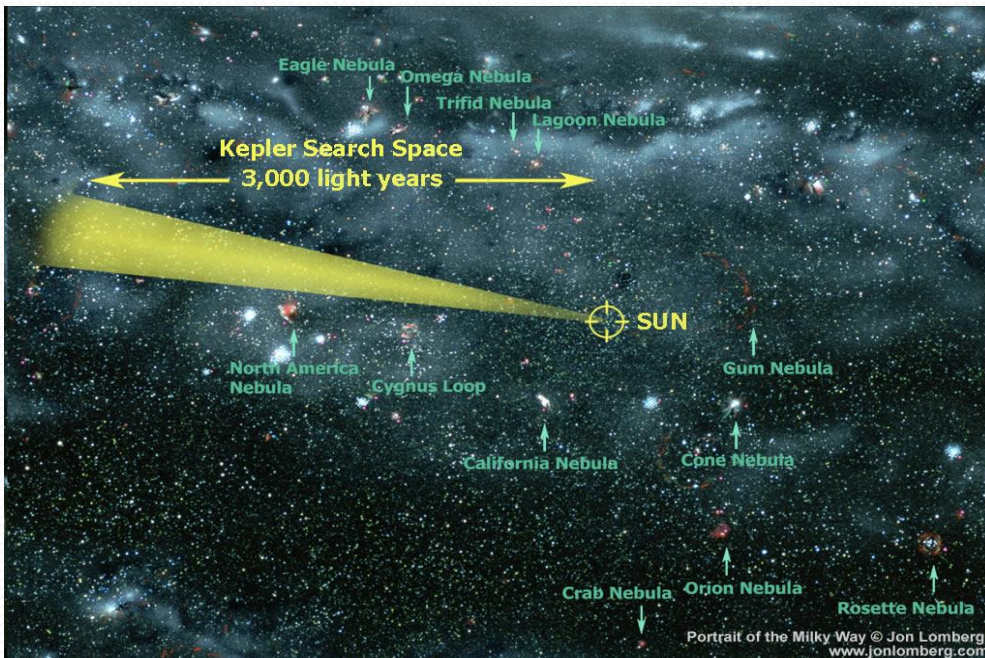 Eagle Nebula
Omega Nebula
Trifid Nebula
Lagoon Nebula
Kepler Search Space
3,000 light years
SUN
North America
Nebula
Cygnus Loop
Gum Nebula
California Nebula
Cone Nebula
Crab Nebula
Orion Nebula
Rosette Nebula
Portrait of the Milky Way © Jon Lomberg
www.jonlomberg.com